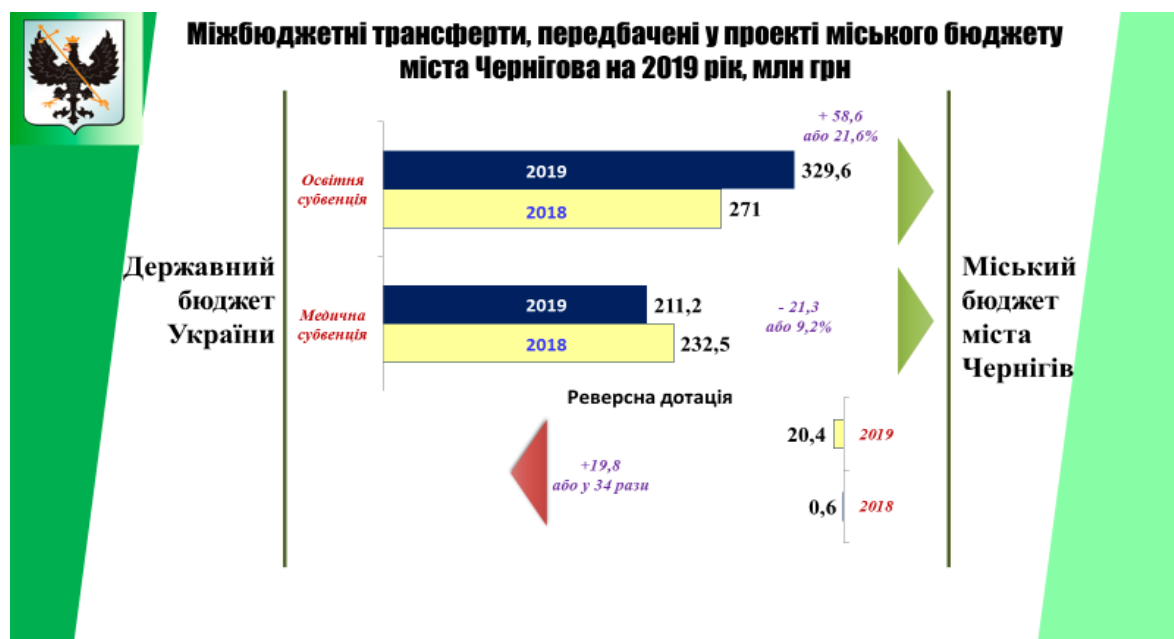 Міжбюджетні трансферти, передбачені у проекті міського бюджету
міста Чернігова на 2019 рік, млн грн
+ 58,6
або 21,6%
Освітня
субвенція
2019
329,6
2018
271
Державний
бюджет
України
Міський
бюджет
міста
Чернігів
Медична
субвенція
2019
211,2
2018
232,5
- 21,3
або 9,2%
Реверсна дотація
20,4
2019
+19,8
або у 34 рази
0,6
2018